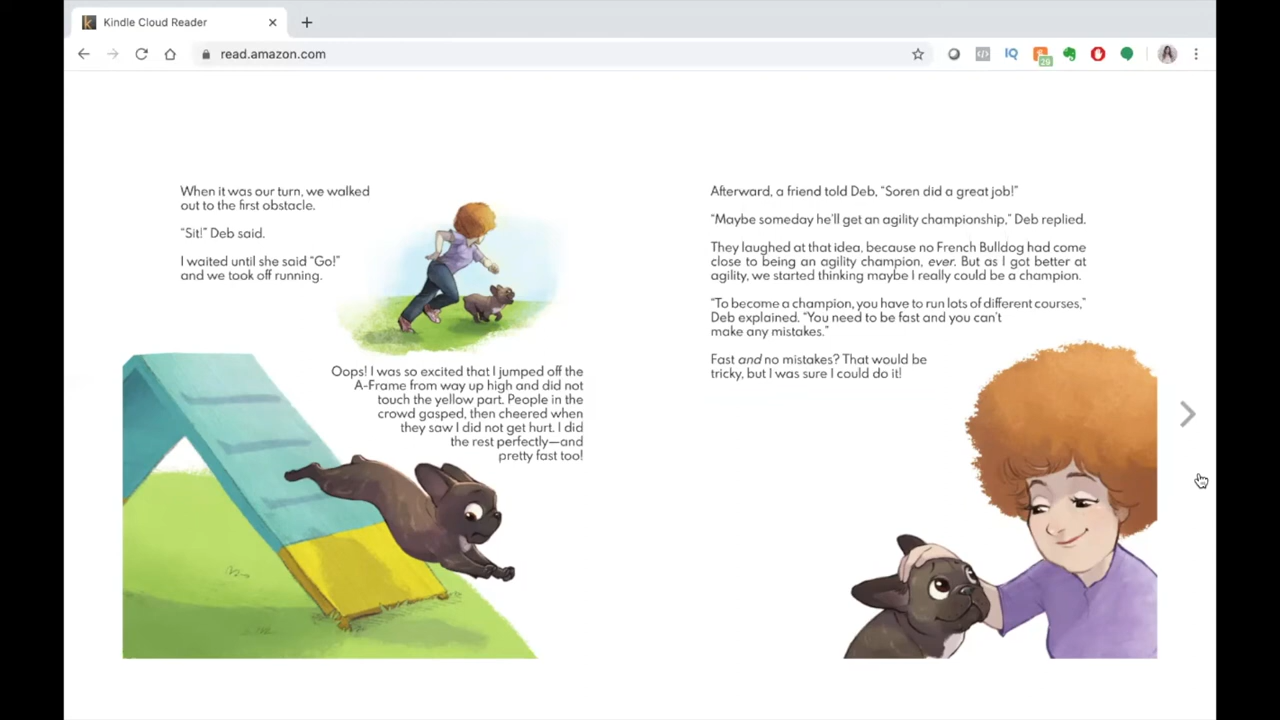 Kindle Cloud Reader
read.amazon.com
IQ
26
When it was our turn, we walked
out to the first obstacle.
“Sit!” Deb said.
I waited until she said “Go!”
and we took off running.
Oops! I was so excited that I jumped off the
A-Frame from way up high and did not
touch the yellow part. People in the
crowd gasped, then cheered when
they saw I did not get hurt. I did
the rest perfectly—and
pretty fast too!
Afterward, a friend told Deb, “Soren did a great job!”
“Maybe someday he’ll get an agility championship,” Deb replied.
They laughed at that idea, because no French Bulldog had come
close to being an agility champion, ever. But as I got better at
agility, we started thinking maybe I really could be a champion.
“To become a champion, you have to run lots of different courses,”
Deb explained. “You need to be fast and you can’t
make any mistakes.”
Fast and no mistakes? That would be
tricky, but I was sure I could do it!